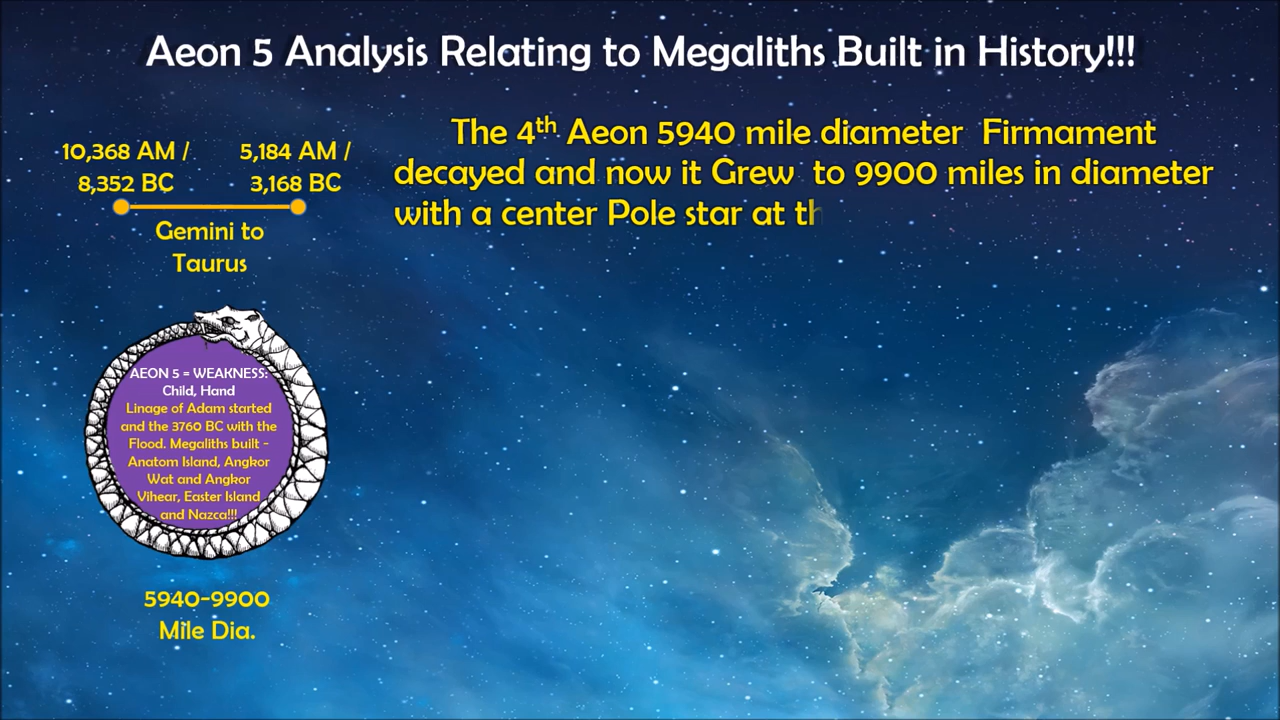 Aeon 5 Analysis Relating to Megaliths Built in History!!!
10,368 AM /
8,352 BC
5,184 AM /
3,168 BC
Gemini to
Taurus
The 4th Aeon 5940 mile diameter Firmament
decayed and now it Grew to 9900 miles in diameter
with a center Pole star at th
AEON 5 = WEAKNESS:
Child, Hand
Linage of Adam started
and the 3760 BC with the
Flood. Megaliths built -
Anatom Island, Angkor
Wat and Angkor
Vihear, Easter Island
and Nazca!!!
5940-9900
Mile Dia.